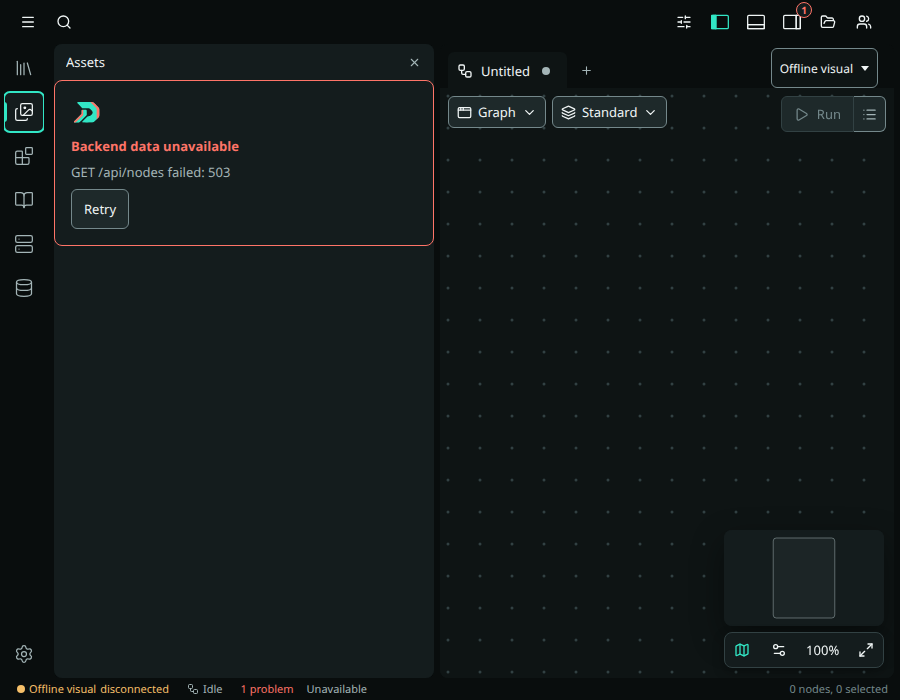 1
Assets
Untitled
Offline visual
Graph
Standard
Run
Backend data unavailable
GET /api/nodes failed: 503
Retry
100%
Offline visual disconnected
Idle
1 problem
Unavailable
0 nodes, 0 selected